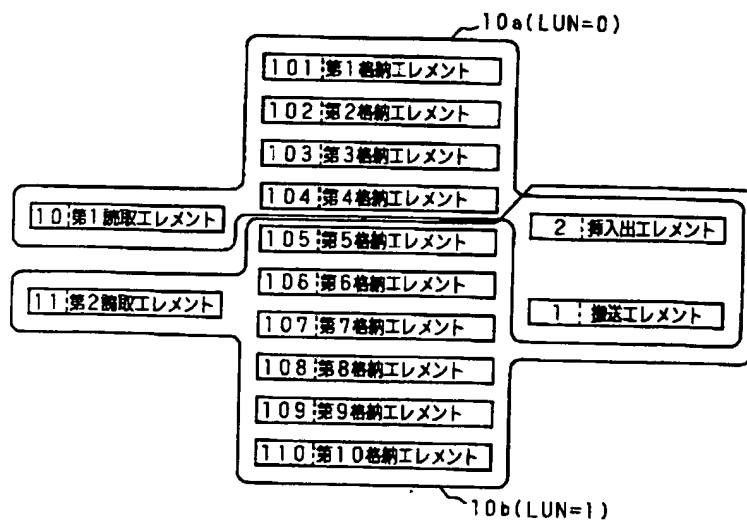 10a(LUN=0)
101 第1格納エレメント
102 第2格納エレメント
103 第3格納エレメント
104 第4格納エレメント
10 第1読取エレメント
105 第5格納エレメント
2 挿入出エレメント
106 第6格納エレメント
11 第2読取エレメント
107 第7格納エレメント
1 搬送エレメント
108 第8格納エレメント
109 第9格納エレメント
110 第10格納エレメント
10b(LUN=1)